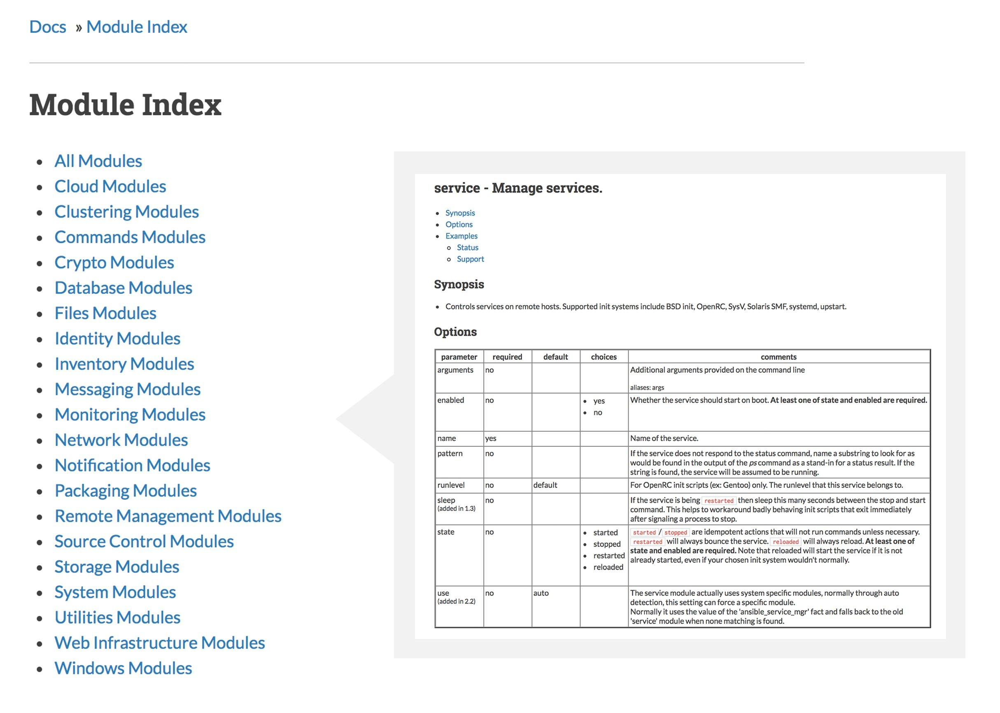 Docs » Module Index
Module Index
All Modules
Cloud Modules
Clustering Modules
Commands Modules
Crypto Modules
Database Modules
Files Modules
Identity Modules
Inventory Modules
Messaging Modules
Monitoring Modules
Network Modules
Notification Modules
Packaging Modules
Remote Management Modules
Source Control Modules
Storage Modules
System Modules
Utilities Modules
Web Infrastructure Modules
Windows Modules
service - Manage services.
Synopsis
Options
Examples
Status
Support
Synopsis
Controls services on remote hosts. Supported init systems include BSD init, OpenRC, SysV, Solaris SMF, systemd, upstart.
Options
parameter required default choices comments
arguments no Additional arguments provided on the command line
aliases: args
enabled no yes Whether the service should start on boot. At least one of state and enabled are required.
no
name yes Name of the service.
pattern no If the service does not respond to the status command, name a substring to look for as
would be found in the output of the ps command as a stand-in for a status result. If the
string is found, the service will be assumed to be running.
runlevel no default For OpenRC init scripts (ex: Gentoo) only. The runlevel that this service belongs to.
sleep no If the service is being restarted then sleep this many seconds between the stop and start
(added in 1.3) command. This helps to workaround badly behaving init scripts that exit immediately
after signaling a process to stop.
state no started started / stopped are idempotent actions that will not run commands unless necessary.
stopped restarted will always bounce the service. reloaded will always reload. At least one of
restarted state and enabled are required. Note that reloaded will start the service if it is not
reloaded already started, even if your chosen init system wouldn't normally.
use no auto The service module actually uses system specific modules, normally through auto
(added in 2.2) detection, this setting can force a specific module.
Normally it uses the value of the 'ansible_service_mgr' fact and falls back to the old
'service' module when none matching is found.